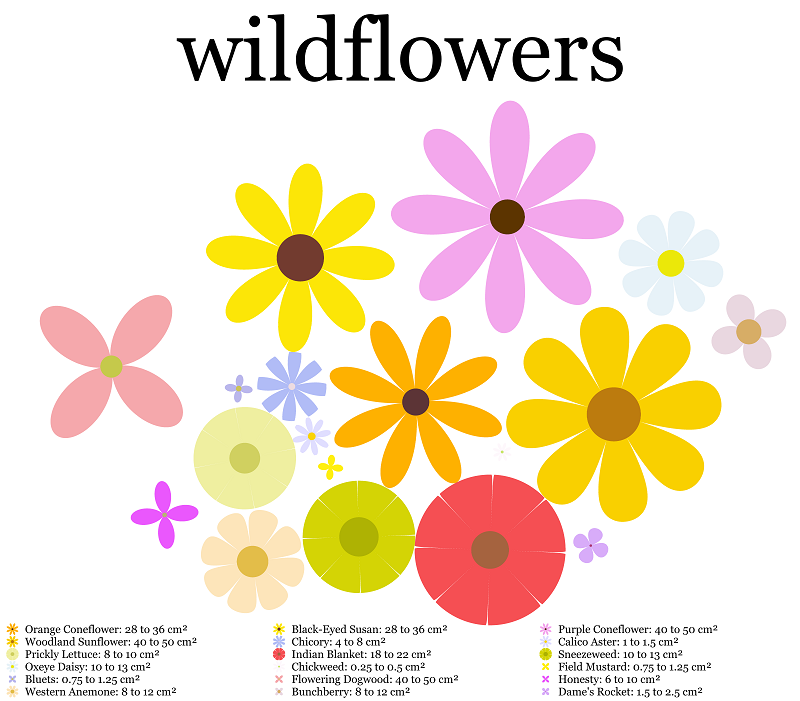 wildflowers
Orange Coneflower: 28 to 36 cm²
Woodland Sunflower: 40 to 50 cm²
Prickly Lettuce: 8 to 10 cm²
Oxeye Daisy: 10 to 13 cm²
Bluets: 0.75 to 1.25 cm²
Western Anemone: 8 to 12 cm²
Black-Eyed Susan: 28 to 36 cm²
Chicory: 4 to 8 cm²
Indian Blanket: 18 to 22 cm²
Chickweed: 0.25 to 0.5 cm²
Flowering Dogwood: 40 to 50 cm²
Bunchberry: 8 to 12 cm²
Purple Coneflower: 40 to 50 cm²
Calico Aster: 1 to 1.5 cm²
Sneezeweed: 10 to 13 cm²
Field Mustard: 0.75 to 1.25 cm²
Honesty: 6 to 10 cm²
Dame's Rocket: 1.5 to 2.5 cm²